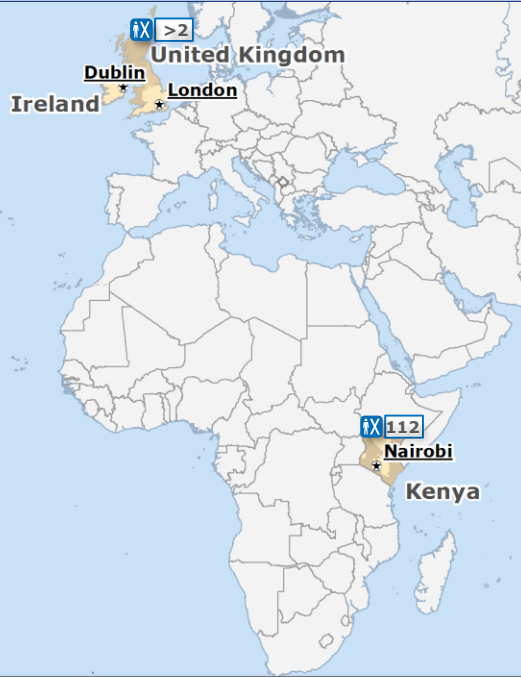 >2
United Kingdom
Dublin
London
Ireland
112
Nairobi
Kenya